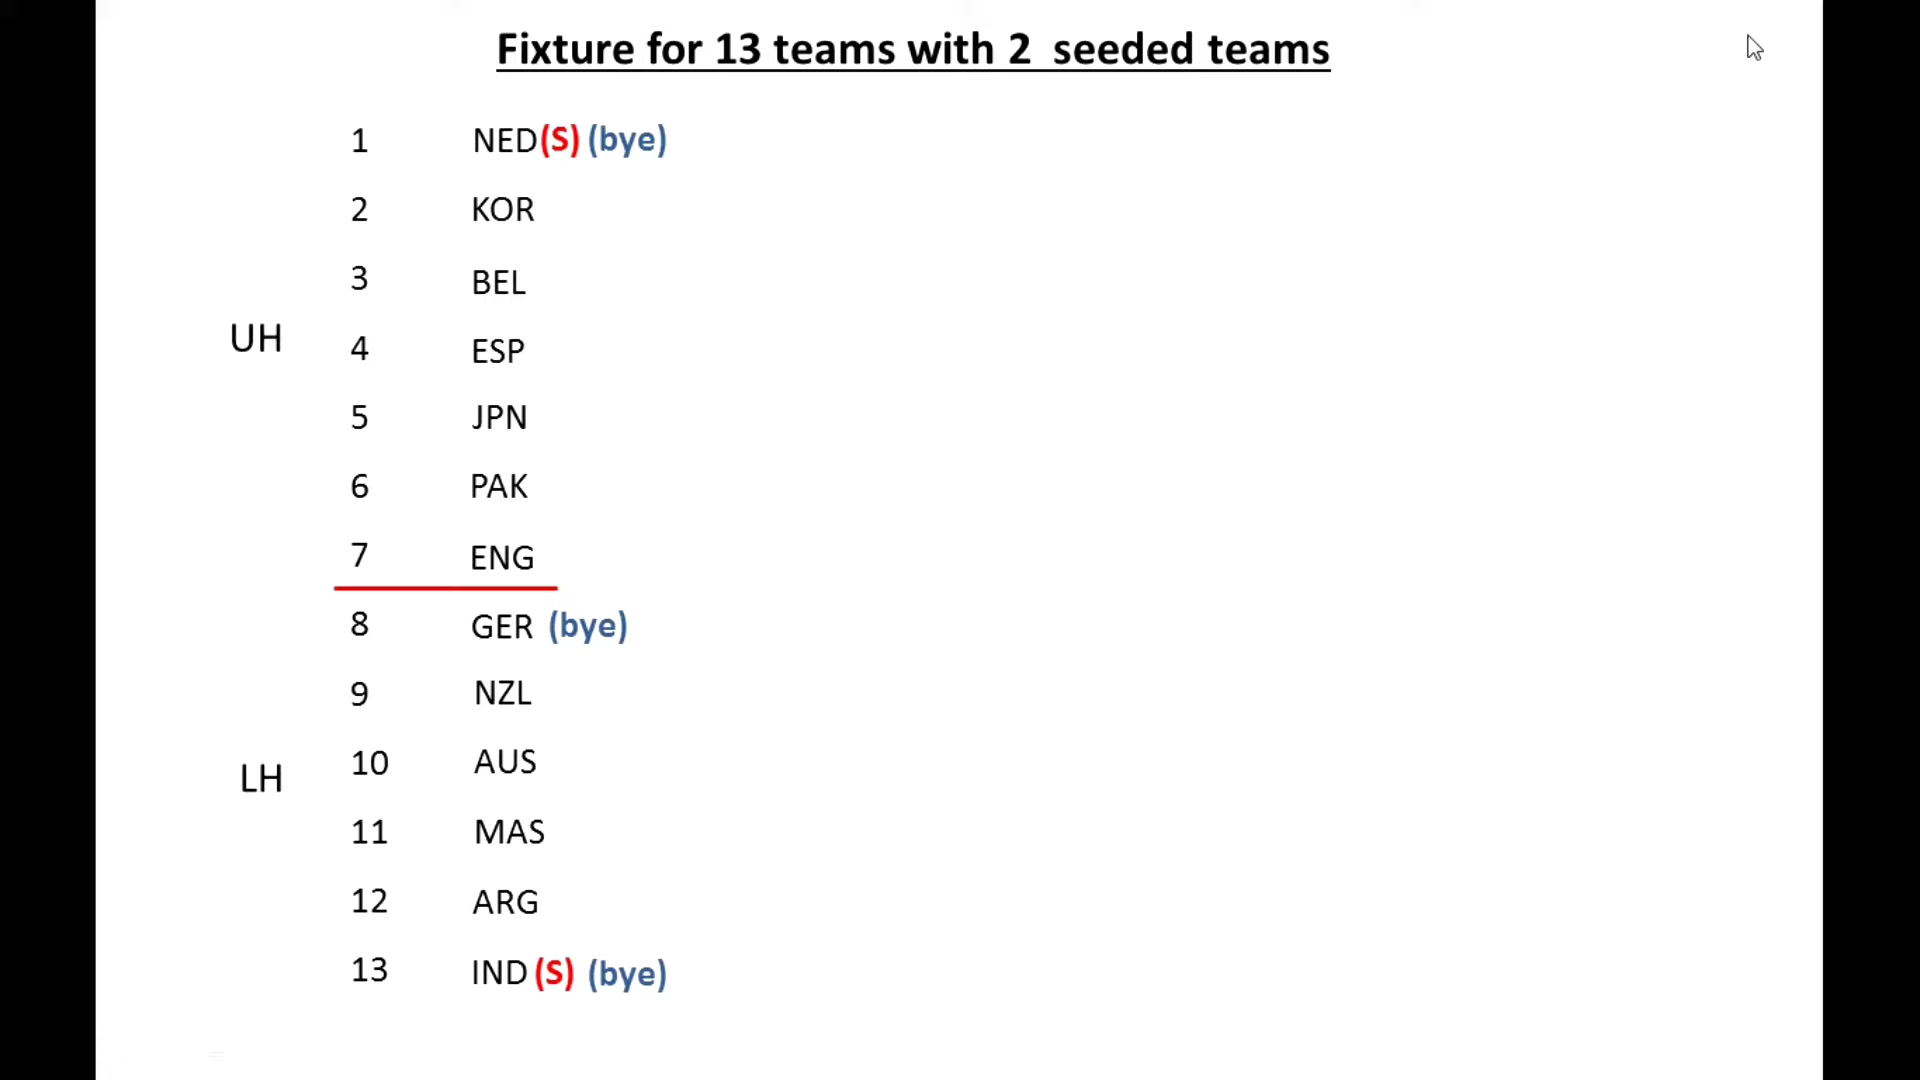 Fixture for 13 teams with 2 seeded teams
1 NED(S) (bye)
2 KOR
3 BEL
UH
4 ESP
5 JPN
6 PAK
7 ENG
8 GER (bye)
9 NZL
10 AUS
LH
11 MAS
12 ARG
13 IND (S) (bye)